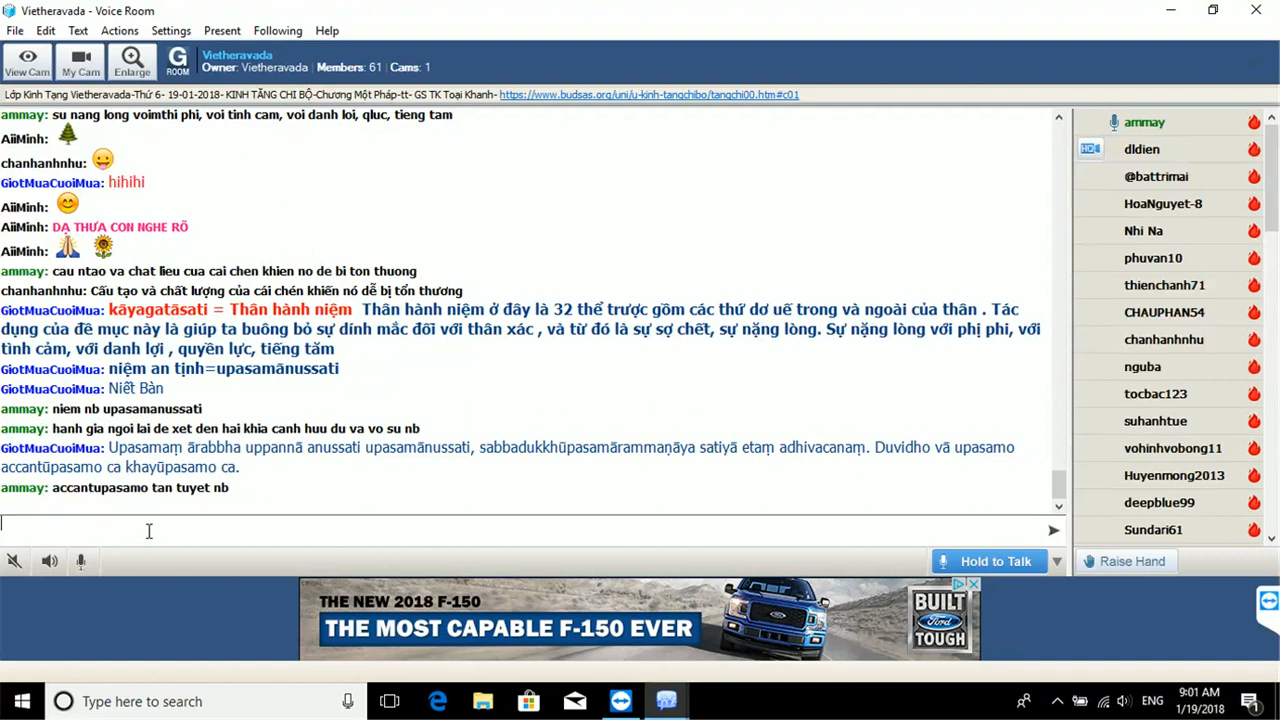 Vietheravada - Voice Room
File Edit Text Actions Settings Present Following Help
View Cam My Cam Enlarge G ROOM
Vietheravada
Owner: Vietheravada | Members: 61 | Cams: 1
Lớp Kinh Tạng Vietheravada-Thứ 6- 19-01-2018- KINH TĂNG CHI BỘ-Chương Một Pháp-tt- GS TK Toại Khanh- https://www.budsas.org/uni/u-kinh-tangchibo/tangchi00.htm#c01
ammay: su nang long voimthi phi, voi tinh cam, voi danh loi, qluc, tieng tam
AiiMinh:
chanhanhnhu:
GiotMuaCuoiMua: hihihi
AiiMinh:
AiiMinh: DẠ THƯA CON NGHE RÕ
AiiMinh:
ammay: cau ntao va chat lieu cua cai chen khien no de bi ton thuong
chanhanhnhu: Cấu tạo và chất lượng của cái chén khiến nó dễ bị tổn thương
GiotMuaCuoiMua: kāyagatāsati = Thân hành niệm Thân hành niệm ở đây là 32 thể trược gồm các thứ dơ uế trong và ngoài của thân . Tác
dụng của đề mục này là giúp ta buông bỏ sự dính mắc đối với thân xác , và từ đó là sự sợ chết, sự nặng lòng. Sự nặng lòng với phị phi, với
tình cảm, với danh lợi , quyền lực, tiếng tăm
GiotMuaCuoiMua: niệm an tịnh=upasamānussati
GiotMuaCuoiMua: Niết Bàn
ammay: niem nb upasamanussati
ammay: hanh gia ngoi lai de xet den hai khia canh huu du va vo su nb
GiotMuaCuoiMua: Upasamaṃ ārabbha uppannā anussati upasamānussati, sabbadukkhūpasamārammaṇāya satiyā etaṃ adhivacanaṃ. Duvidho vā upasamo
accantūpasamo ca khayūpasamo ca.
ammay: accantupasamo tan tuyet nb
ammay
HD dldien
@battrimai
HoaNguyet-8
Nhi Na
phuvan10
thienchanh71
CHAUPHAN54
chanhanhnhu
nguba
tocbac123
suhanhtue
vohinhvobong11
Huyenmong2013
deepblue99
Sundari61
Hold to Talk
Raise Hand
THE NEW 2018 F-150
THE MOST CAPABLE F-150 EVER
BUILT
Ford
TOUGH
Type here to search
ENG
9:01 AM
1/19/2018
1